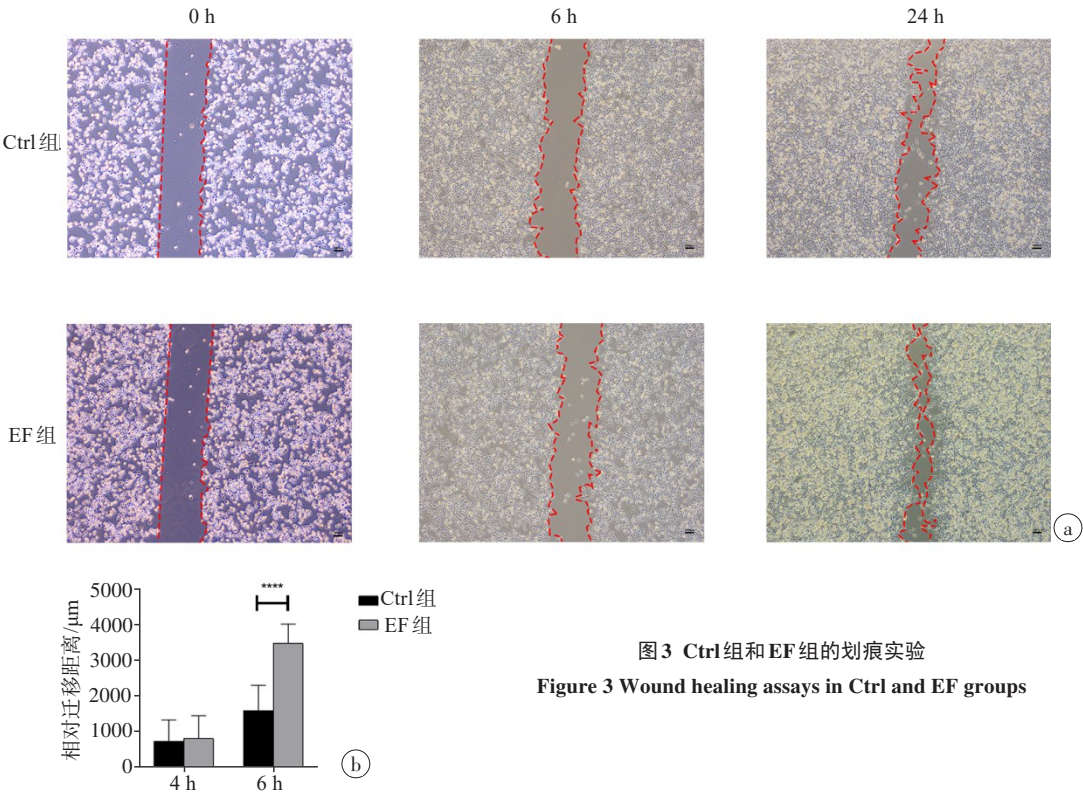 0 h 6 h 24 h
Ctrl组
EF组
a
5000
4000
3000
2000
1000
0
相对迁移距离/μm
****
Ctrl组
EF组
4 h 6 h
b
图3 Ctrl组和EF组的划痕实验
Figure 3 Wound healing assays in Ctrl and EF groups